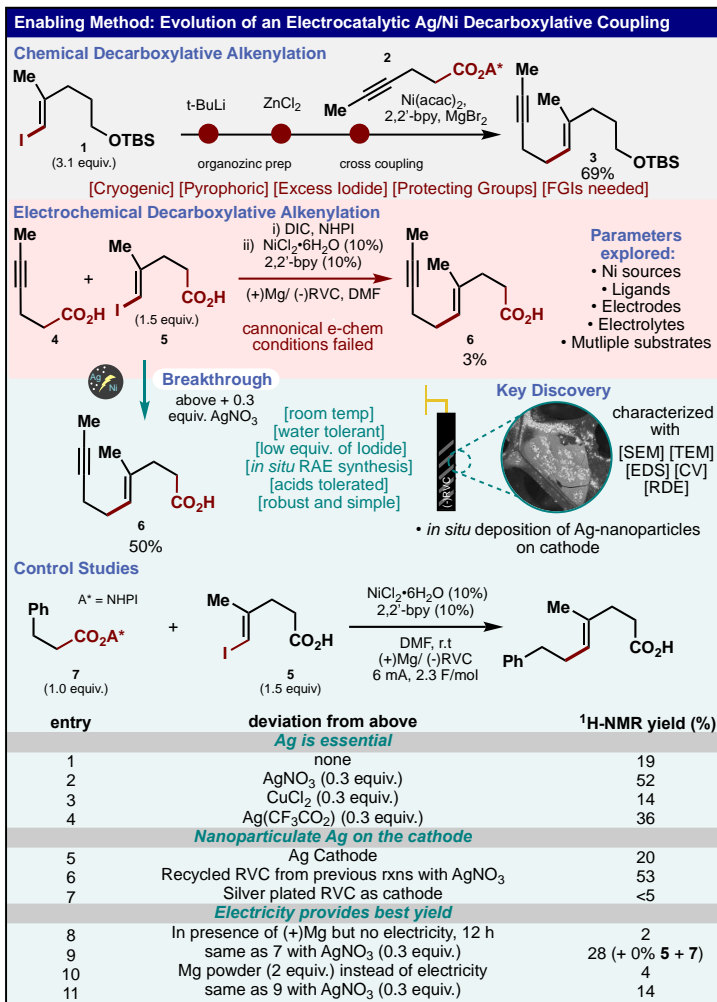 Enabling Method: Evolution of an Electrocatalytic Ag/Ni Decarboxylative Coupling
Chemical Decarboxylative Alkenylation
Me
I
OTBS
1
(3.1 equiv.)
t-BuLi
ZnCl2
organozinc prep
2
CO2A*
Me
Ni(acac)2,
2,2'-bpy, MgBr2
cross coupling
Me
Me
3
OTBS
69%
[Cryogenic] [Pyrophoric] [Excess Iodide] [Protecting Groups] [FGIs needed]
Electrochemical Decarboxylative Alkenylation
Me
CO2H
4
+
Me
I
CO2H
(1.5 equiv.)
5
i) DIC, NHPI
ii) NiCl2•6H2O (10%)
2,2'-bpy (10%)
(+)Mg/ (-)RVC, DMF
cannonical e-chem
conditions failed
Me
Me
CO2H
6
3%
Parameters
explored:
• Ni sources
• Ligands
• Electrodes
• Electrolytes
• Mutliple substrates
Ag
Ni
Breakthrough
above + 0.3
equiv. AgNO3
Me
Me
CO2H
6
50%
[room temp]
[water tolerant]
[low equiv. of Iodide]
[in situ RAE synthesis]
[acids tolerated]
[robust and simple]
Key Discovery
(-)RVC
characterized
with
[SEM] [TEM]
[EDS] [CV]
[RDE]
• in situ deposition of Ag-nanoparticles
on cathode
Control Studies
Ph
A* = NHPI
CO2A*
7
(1.0 equiv.)
+
Me
I
CO2H
5
(1.5 equiv)
NiCl2•6H2O (10%)
2,2'-bpy (10%)
DMF, r.t
(+)Mg/ (-)RVC
6 mA, 2.3 F/mol
Me
Ph
CO2H
entry deviation from above 1H-NMR yield (%)
Ag is essential
1 none 19
2 AgNO3 (0.3 equiv.) 52
3 CuCl2 (0.3 equiv.) 14
4 Ag(CF3CO2) (0.3 equiv.) 36
Nanoparticulate Ag on the cathode
5 Ag Cathode 20
6 Recycled RVC from previous rxns with AgNO3 53
7 Silver plated RVC as cathode <5
Electricity provides best yield
8 In presence of (+)Mg but no electricity, 12 h 2
9 same as 7 with AgNO3 (0.3 equiv.) 28 (+ 0% 5 + 7)
10 Mg powder (2 equiv.) instead of electricity 4
11 same as 9 with AgNO3 (0.3 equiv.) 14